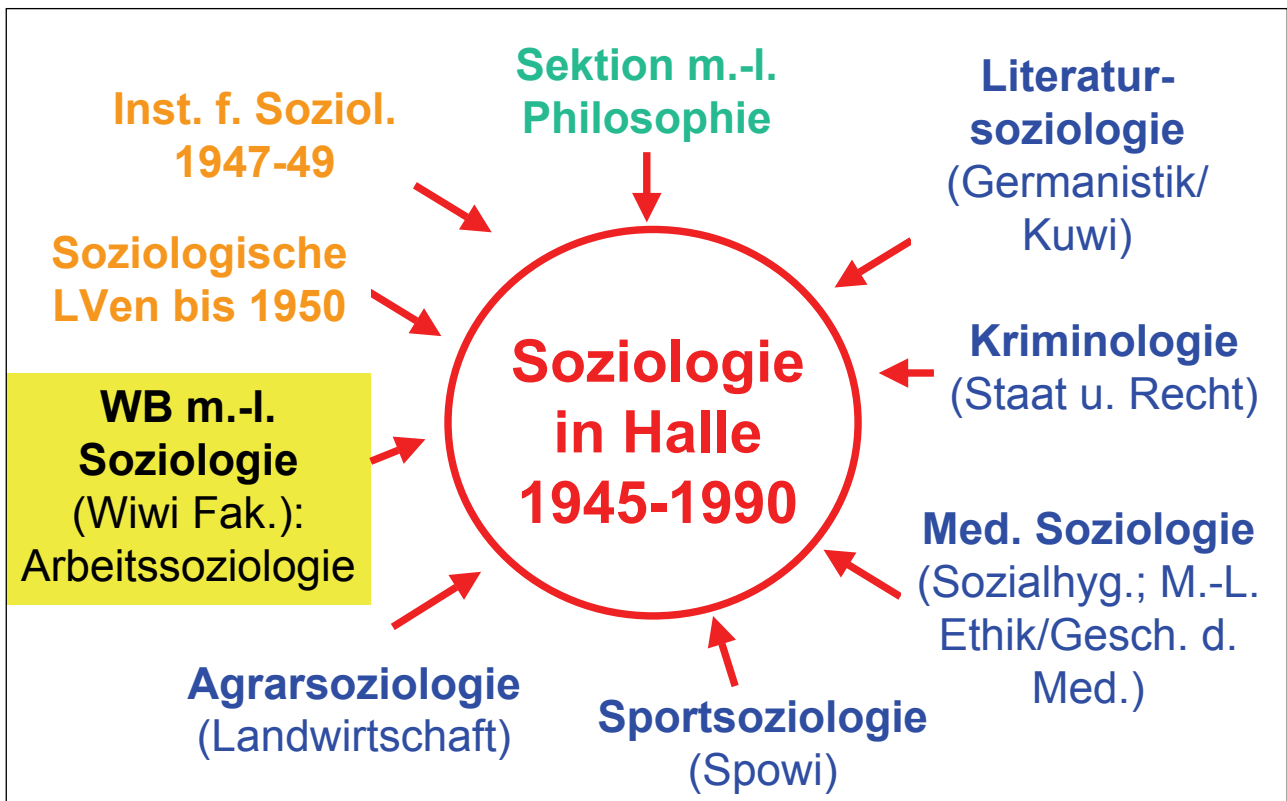 Sektion m.-l.
Philosophie
Literatur-
soziologie
(Germanistik/
Kuwi)
Inst. f. Soziol.
1947-49
Soziologische
LVen bis 1950
WB m.-l.
Soziologie
(Wiwi Fak.):
Arbeitssoziologie
Soziologie
in Halle
1945-1990
Kriminologie
(Staat u. Recht)
Med. Soziologie
(Sozialhyg.; M.-L.
Ethik/Gesch. d.
Med.)
Agrarsoziologie
(Landwirtschaft)
Sportsoziologie
(Spowi)